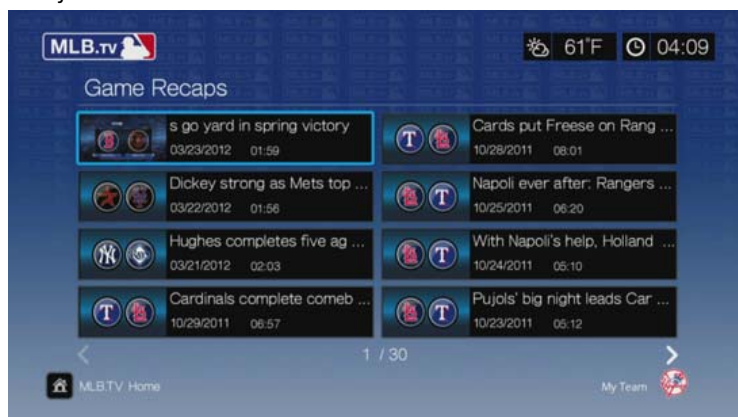 MLB.TV
61°F 04:09
Game Recaps
s go yard in spring victory
03/23/2012 01:59
Dickey strong as Mets top ...
03/22/2012 01:56
Hughes completes five ag ...
03/21/2012 02:03
Cardinals complete comeb ...
10/29/2011 06:57
Cards put Freese on Rang ...
10/28/2011 08:01
Napoli ever after: Rangers ...
10/25/2011 06:20
With Napoli's help, Holland ...
10/24/2011 05:10
Pujols' big night leads Car ...
10/23/2011 05:12
1 / 30
MLB.TV Home
My Team